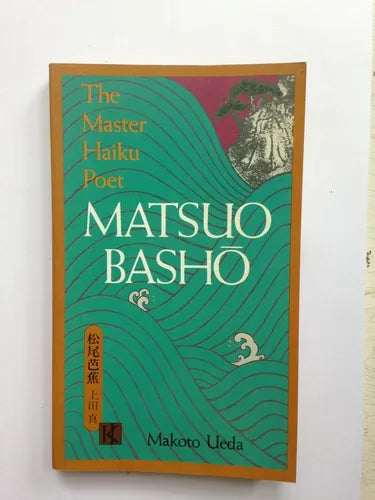 The
Master
Haiku
Poet
MATSUO
BASHŌ
松尾芭蕉 上田真
K
Makoto Ueda